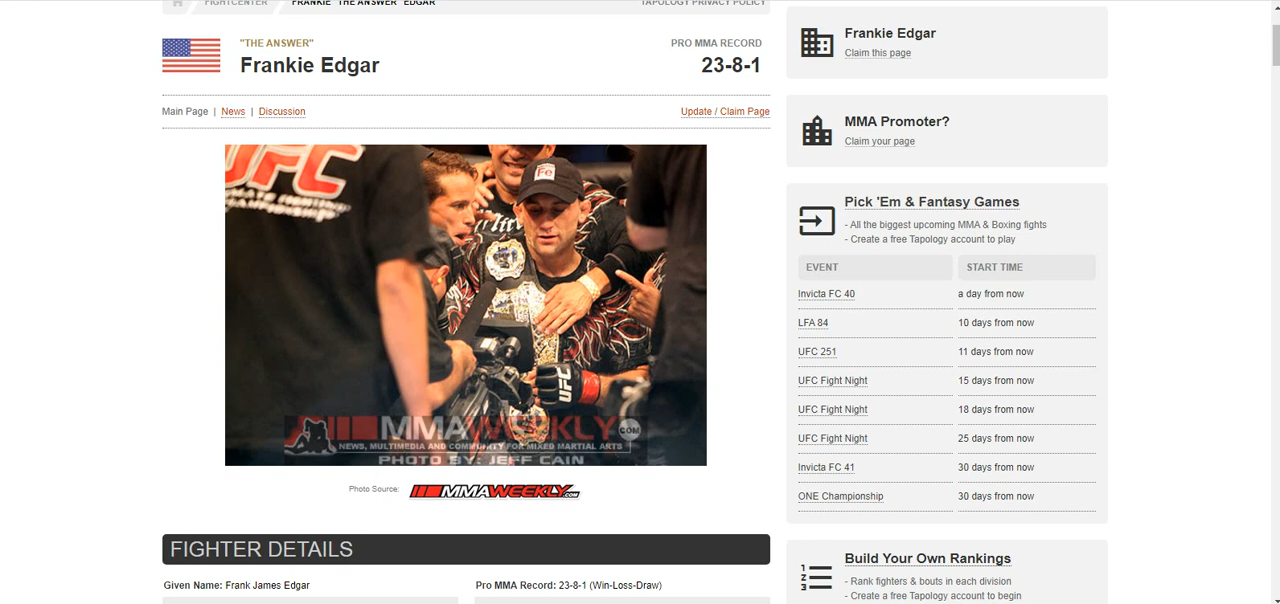 FIGHTCENTER
FRANKIE "THE ANSWER" EDGAR
TAPOLOGY PRIVACY POLICY
"THE ANSWER"
Frankie Edgar
PRO MMA RECORD
23-8-1
Main Page | News | Discussion
Update / Claim Page
UFC
ULTIMATE FIGHTING
CHAMPIONSHIP
Fe
UFC
MMAWEEKLY.COM
NEWS, MULTIMEDIA AND COMMUNITY FOR MIXED MARTIAL ARTS
PHOTO BY: JEFF CAIN
Photo Source: MMAWEEKLY.COM
FIGHTER DETAILS
Given Name: Frank James Edgar
Pro MMA Record: 23-8-1 (Win-Loss-Draw)
Frankie Edgar
Claim this page
MMA Promoter?
Claim your page
Pick 'Em & Fantasy Games
- All the biggest upcoming MMA & Boxing fights
- Create a free Tapology account to play
EVENT START TIME
Invicta FC 40 a day from now
LFA 84 10 days from now
UFC 251 11 days from now
UFC Fight Night 15 days from now
UFC Fight Night 18 days from now
UFC Fight Night 25 days from now
Invicta FC 41 30 days from now
ONE Championship 30 days from now
Build Your Own Rankings
1
2
3
- Rank fighters & bouts in each division
- Create a free Tapology account to begin